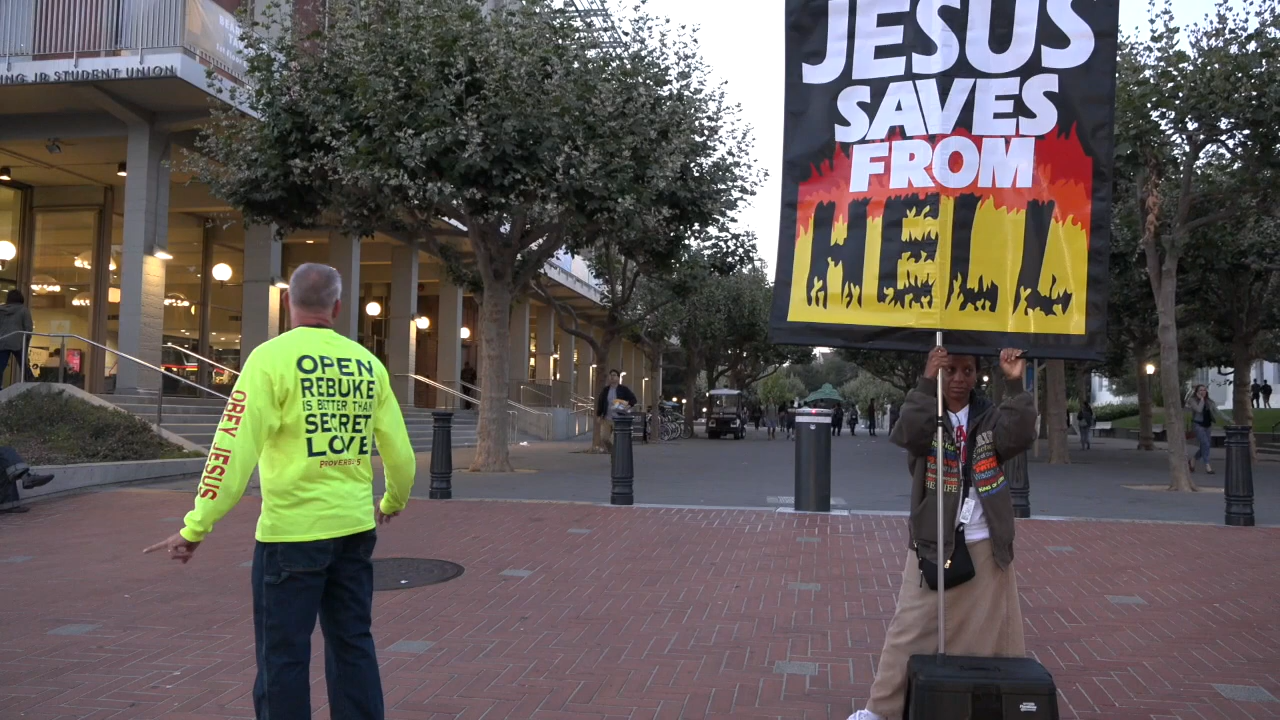 ING JR STUDENT UNION
JESUS
SAVES
FROM
HELL
OPEN
REBUKE
IS BETTER THAN
SECRET
LOVE
PROVERBS
OBEY JESUS